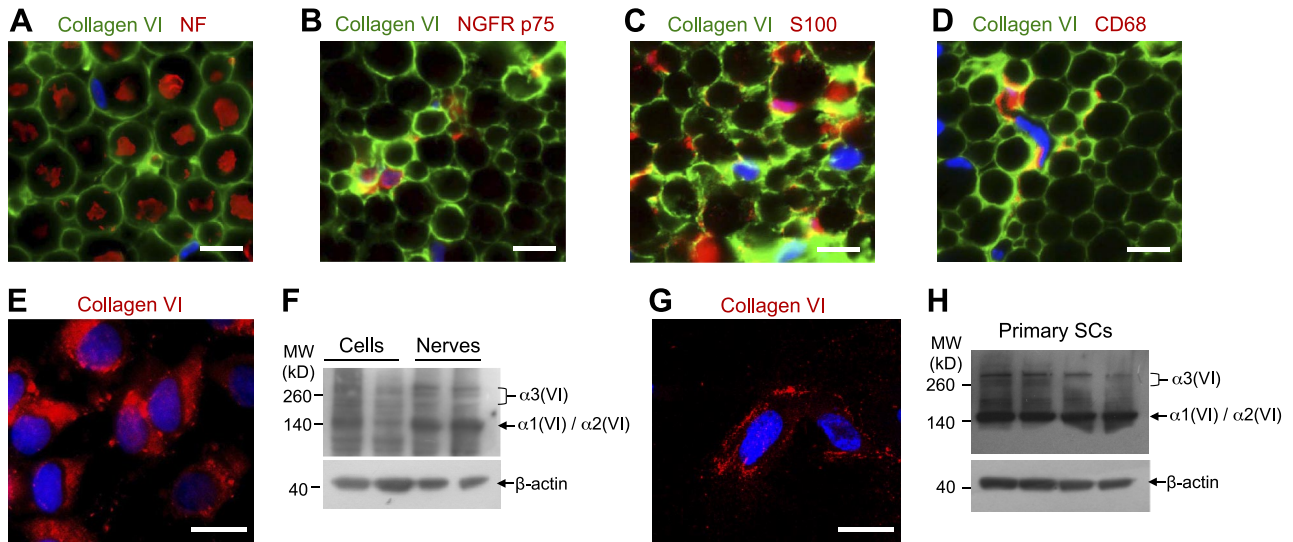 A Collagen VI NF
B Collagen VI NGFR p75
C Collagen VI S100
D Collagen VI CD68
E Collagen VI
F
MW
(kD)
Cells Nerves
260
α3(VI)
140
α1(VI) / α2(VI)
40
β-actin
G Collagen VI
H
Primary SCs
MW
(kD)
260
α3(VI)
140
α1(VI) / α2(VI)
40
β-actin